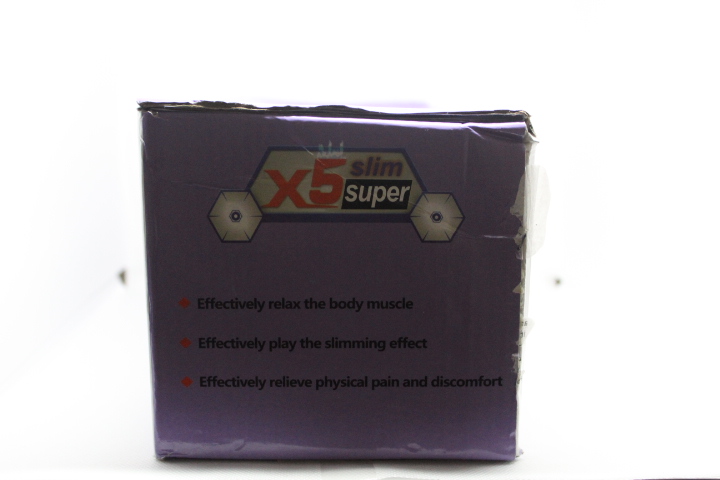 x5 slim
super
Effectively relax the body muscle
Effectively play the slimming effect
Effectively relieve physical pain and discomfort